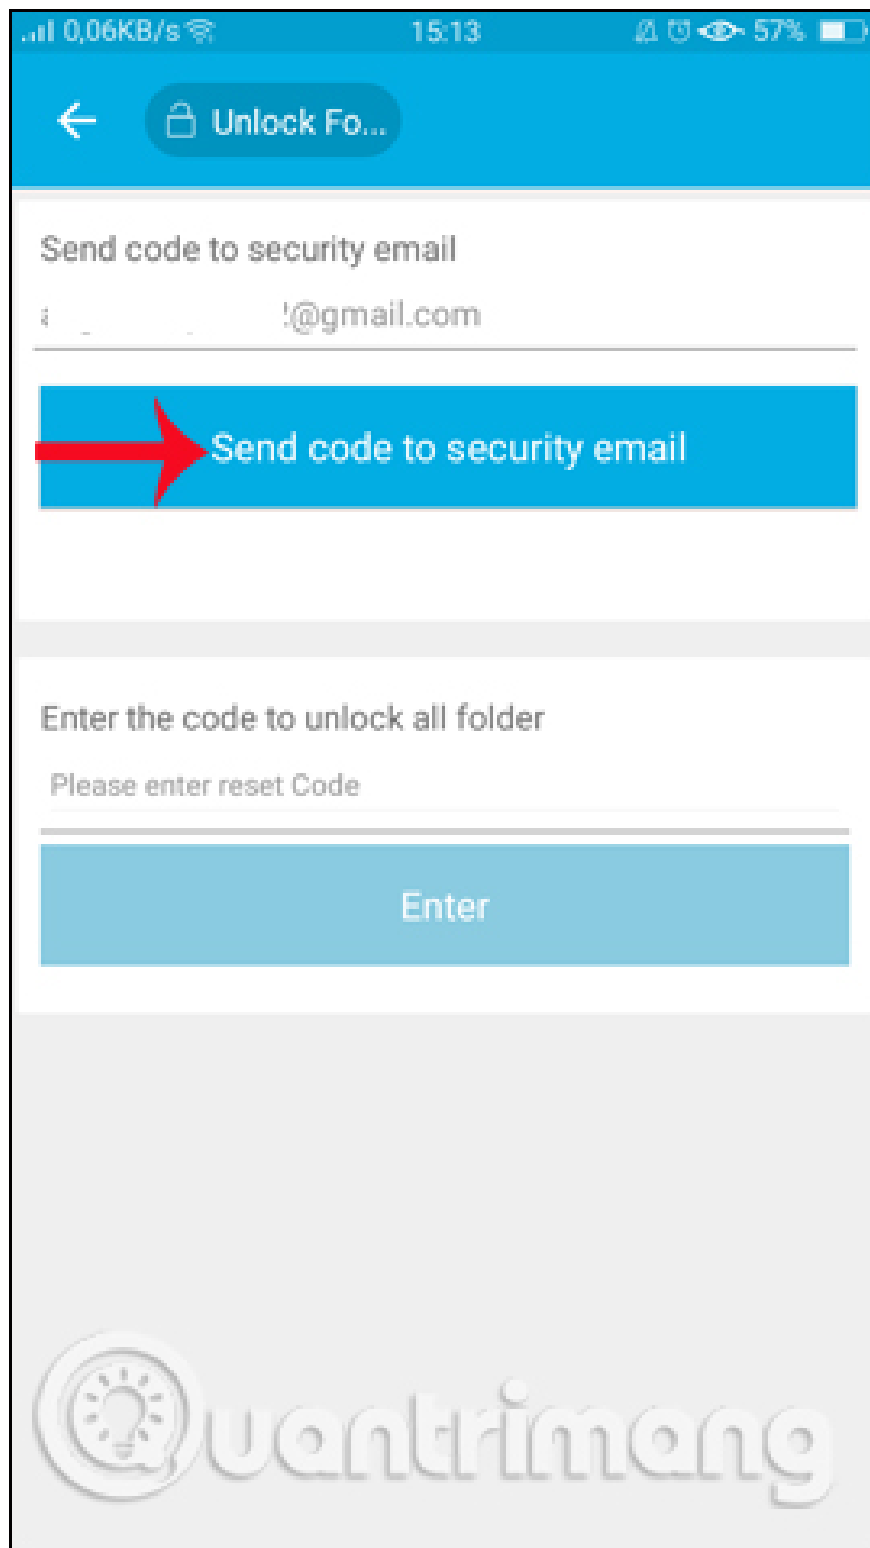 0,06KB/s 15:13 57%
Unlock Fo...
Send code to security email
@gmail.com
Send code to security email
Enter the code to unlock all folder
Please enter reset Code
Enter
Quantrimang